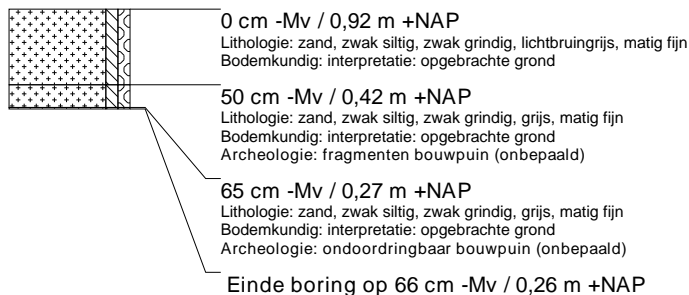 0 cm -Mv / 0,92 m +NAP
Lithologie: zand, zwak siltig, zwak grindig, lichtbruingrijs, matig fijn
Bodemkundig: interpretatie: opgebrachte grond
50 cm -Mv / 0,42 m +NAP
Lithologie: zand, zwak siltig, zwak grindig, grijs, matig fijn
Bodemkundig: interpretatie: opgebrachte grond
Archeologie: fragmenten bouwpuin (onbepaald)
65 cm -Mv / 0,27 m +NAP
Lithologie: zand, zwak siltig, zwak grindig, grijs, matig fijn
Bodemkundig: interpretatie: opgebrachte grond
Archeologie: ondoordringbaar bouwpuin (onbepaald)
Einde boring op 66 cm -Mv / 0,26 m +NAP